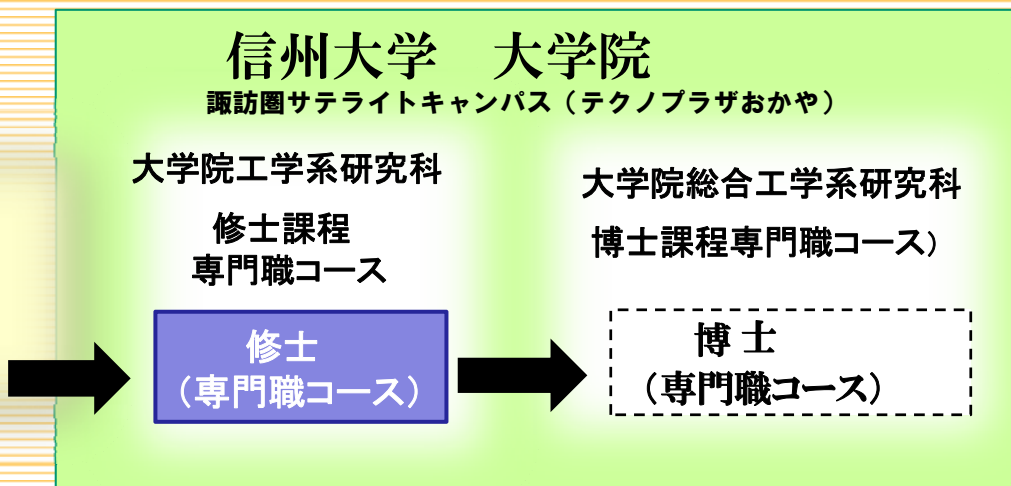 信州大学　大学院
諏訪圏サテライトキャンパス（テクノプラザおかや）
大学院工学系研究科
修士課程
専門職コース
修士
（専門職コース）
大学院総合工学系研究科
博士課程専門職コース）
博 士
（専門職コース）